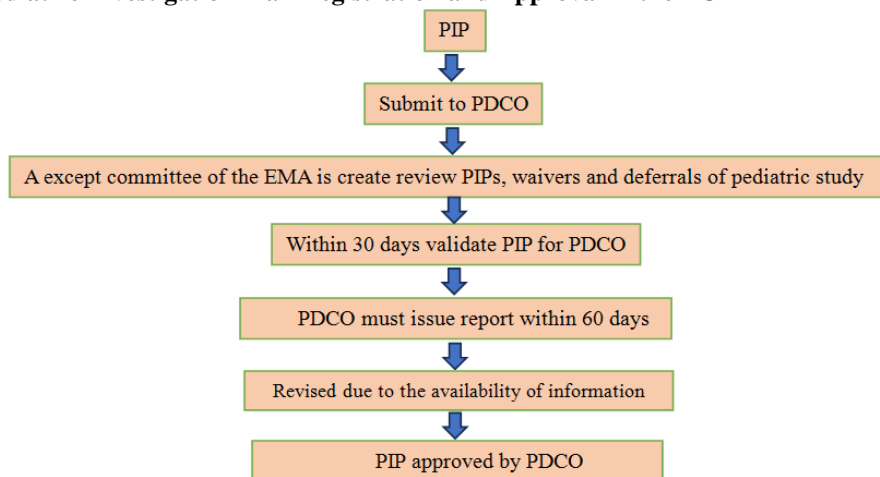 PIP
Submit to PDCO
A except committee of the EMA is create review PIPs, waivers and deferrals of pediatric study
Within 30 days validate PIP for PDCO
PDCO must issue report within 60 days
Revised due to the availability of information
PIP approved by PDCO